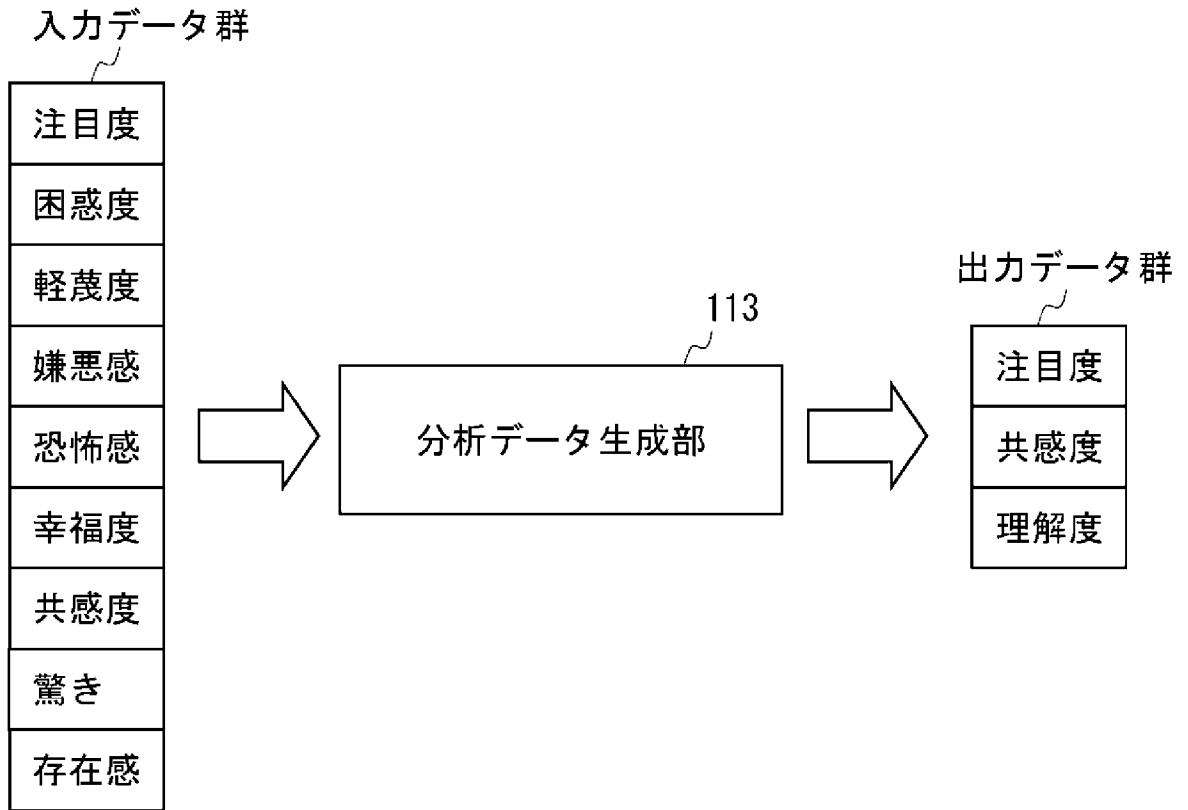 入力データ群
注目度
困惑度
軽蔑度
嫌悪感
恐怖感
幸福度
共感度
驚き
存在感
113
分析データ生成部
出力データ群
注目度
共感度
理解度